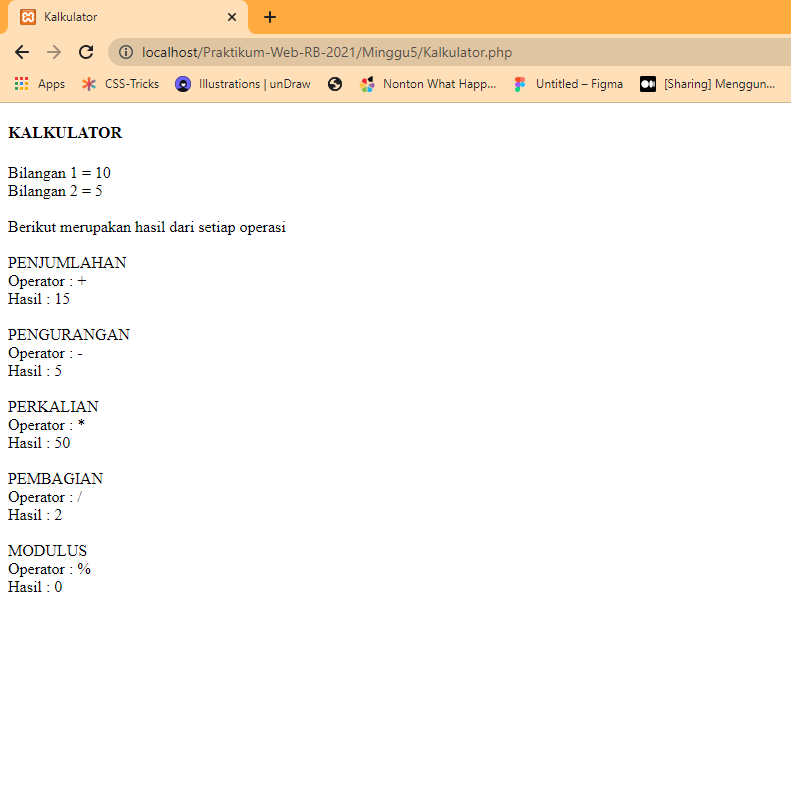 Kalkulator
localhost/Praktikum-Web-RB-2021/Minggu5/Kalkulator.php
Apps CSS-Tricks Illustrations | unDraw Nonton What Happ... Untitled – Figma [Sharing] Menggun...
KALKULATOR
Bilangan 1 = 10
Bilangan 2 = 5
Berikut merupakan hasil dari setiap operasi
PENJUMLAHAN
Operator : +
Hasil : 15
PENGURANGAN
Operator : -
Hasil : 5
PERKALIAN
Operator : *
Hasil : 50
PEMBAGIAN
Operator : /
Hasil : 2
MODULUS
Operator : %
Hasil : 0